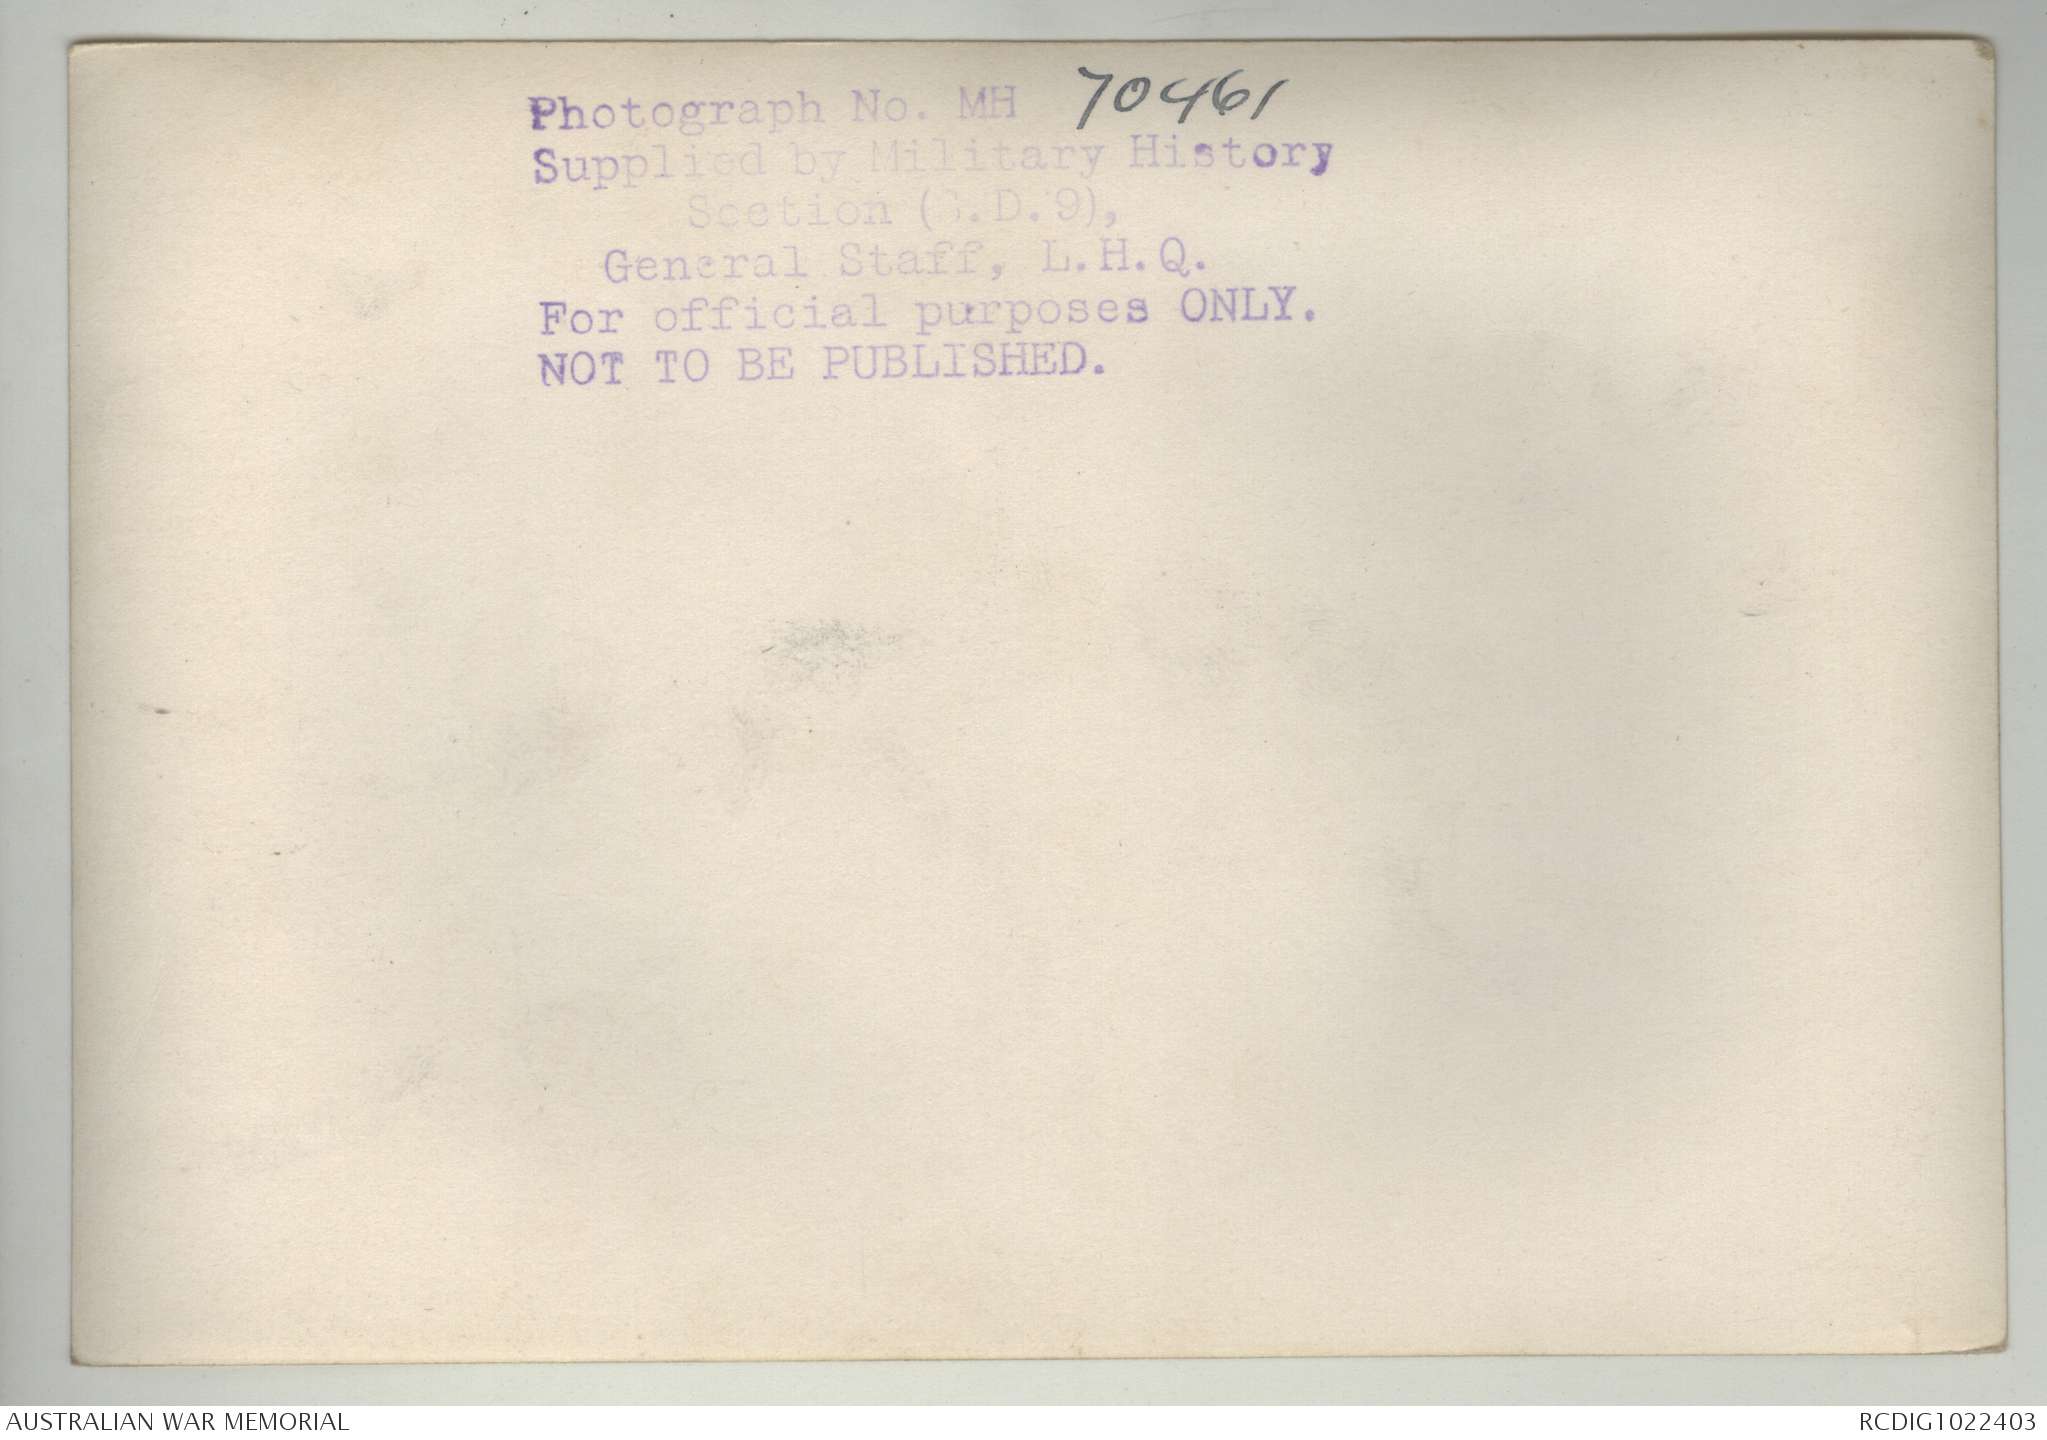 Photograph No. MH 70461
Supplied by Military History
Section (S.D.9),
General Staff, L.H.Q.
For official purposes ONLY.
NOT TO BE PUBLISHED.
AUSTRALIAN WAR MEMORIAL
RCDIG1022403